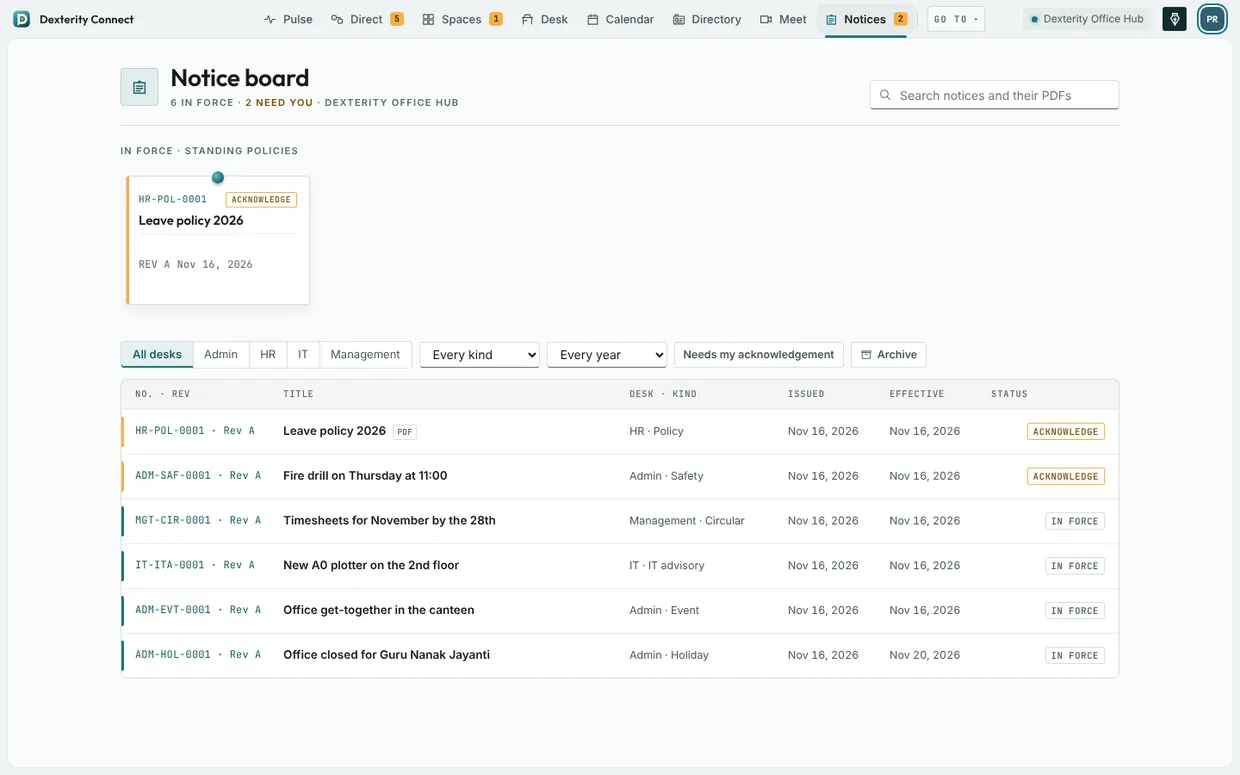 Dexterity Connect Pulse Direct 5 Spaces 1 Desk Calendar Directory Meet Notices 2 GO TO Dexterity Office Hub PR
Notice board
6 IN FORCE · 2 NEED YOU · DEXTERITY OFFICE HUB
Search notices and their PDFs
IN FORCE · STANDING POLICIES
HR-POL-0001 ACKNOWLEDGE
Leave policy 2026
REV A Nov 16, 2026
All desks Admin HR IT Management Every kind Every year Needs my acknowledgement Archive
NO. · REV TITLE DESK · KIND ISSUED EFFECTIVE STATUS
HR-POL-0001 · Rev A Leave policy 2026 PDF HR · Policy Nov 16, 2026 Nov 16, 2026 ACKNOWLEDGE
ADM-SAF-0001 · Rev A Fire drill on Thursday at 11:00 Admin · Safety Nov 16, 2026 Nov 16, 2026 ACKNOWLEDGE
MGT-CIR-0001 · Rev A Timesheets for November by the 28th Management · Circular Nov 16, 2026 Nov 16, 2026 IN FORCE
IT-ITA-0001 · Rev A New A0 plotter on the 2nd floor IT · IT advisory Nov 16, 2026 Nov 16, 2026 IN FORCE
ADM-EVT-0001 · Rev A Office get-together in the canteen Admin · Event Nov 16, 2026 Nov 16, 2026 IN FORCE
ADM-HOL-0001 · Rev A Office closed for Guru Nanak Jayanti Admin · Holiday Nov 16, 2026 Nov 20, 2026 IN FORCE